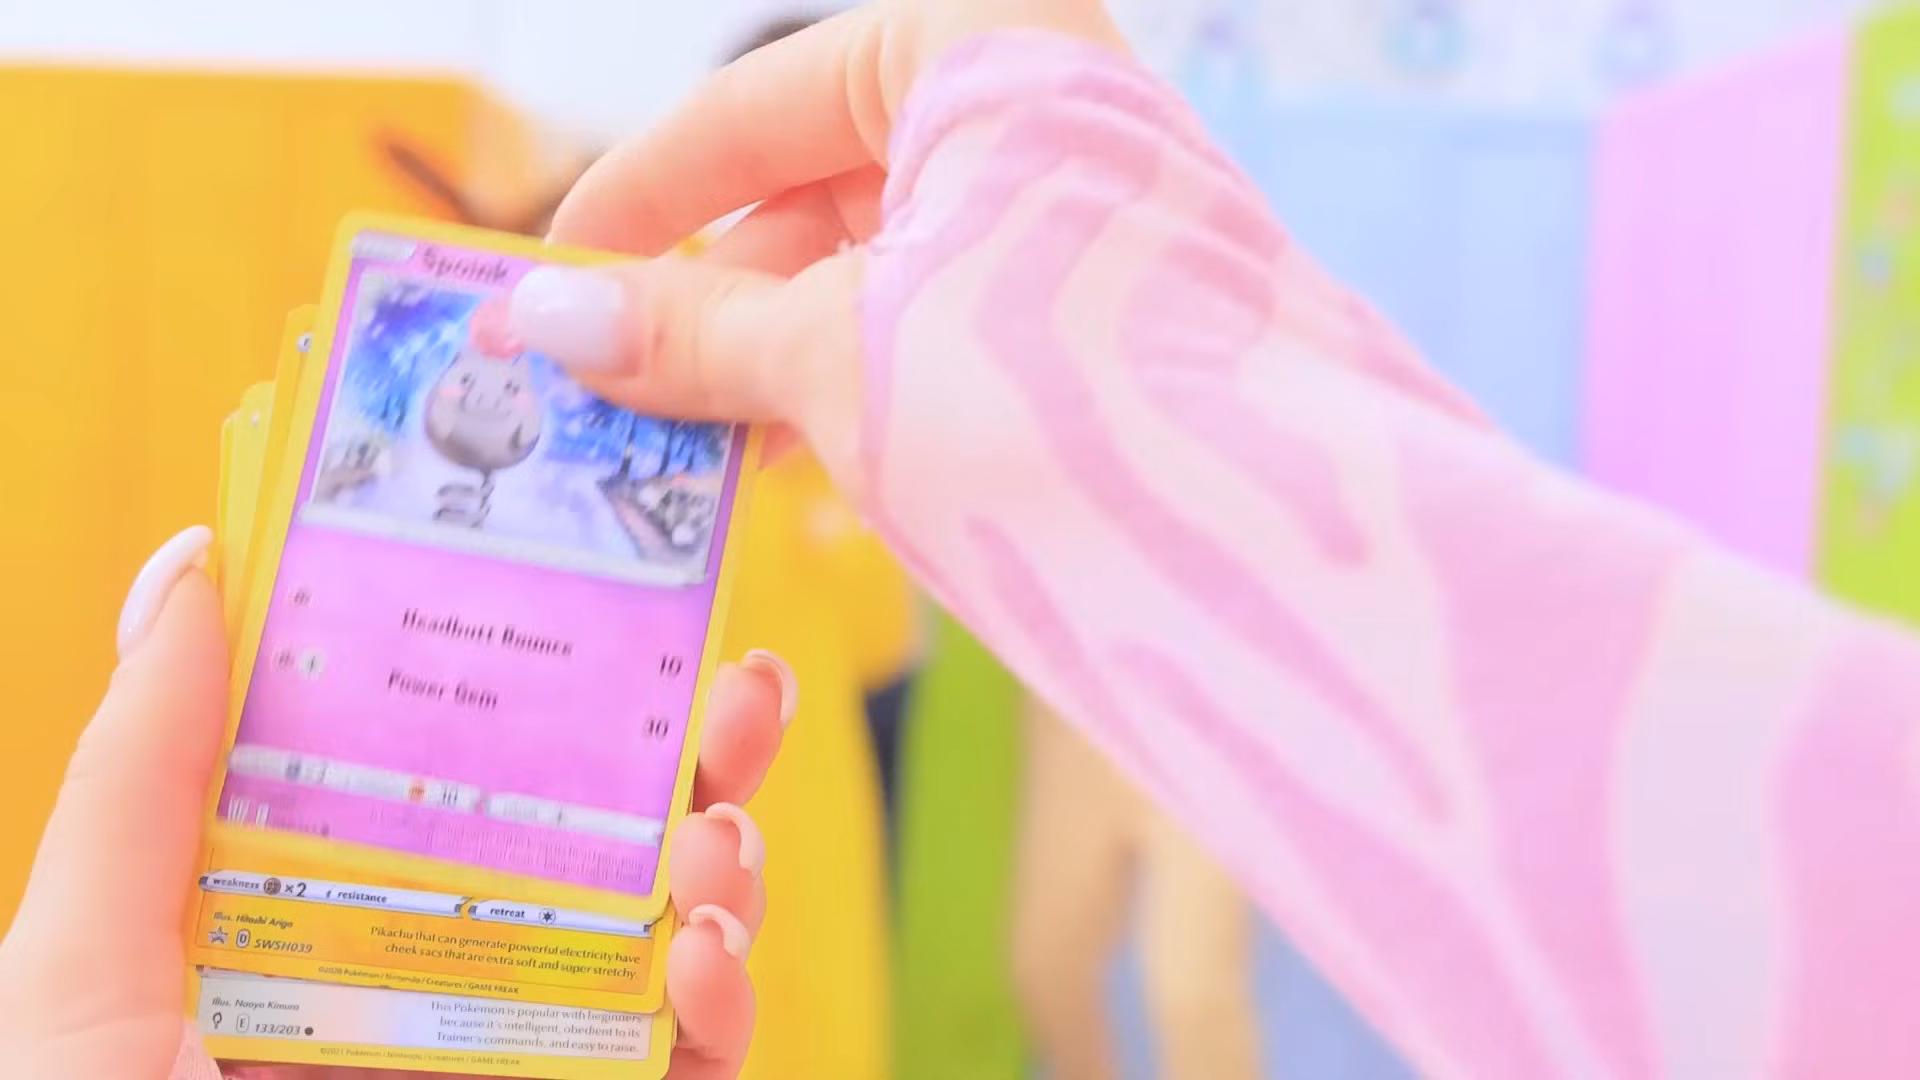 Spoink
Headbutt Bounce
10
Power Gem
30
weakness ×2 resistance retreat
Illus. Hitoshi Ariga
D SWSH039
Pikachu that can generate powerful electricity have
cheek sacs that are extra soft and super stretchy.
©2020 Pokémon / Nintendo / Creatures / GAME FREAK
Illus. Naoyo Kimura
E 133/203
This Pokémon is popular with beginners
because it's intelligent, obedient to its
Trainer's commands, and easy to raise.
©2021 Pokémon / Nintendo / Creatures / GAME FREAK